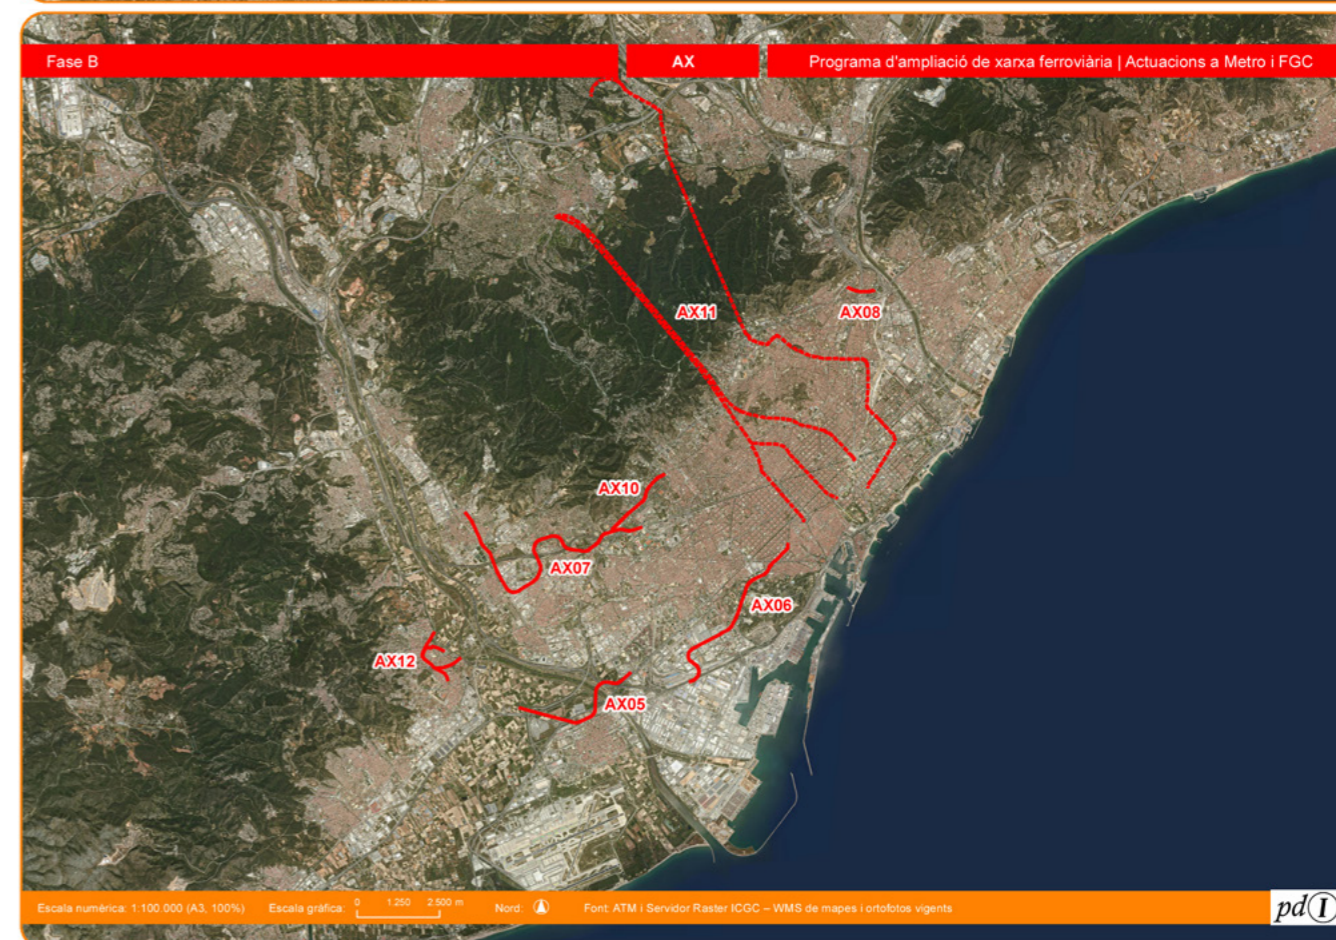 Fase B
AX
Programa d'ampliació de xarxa ferroviària | Actuacions a Metro i FGC
AX11
AX08
AX10
AX07
AX06
AX12
AX05
Escala numèrica: 1:100.000 (A3, 100%)
Escala gràfica:
0 1.250 2.500 m
Nord:
Font: ATM i Servidor Raster ICGC – WMS de mapes i ortofotos vigents
pdI